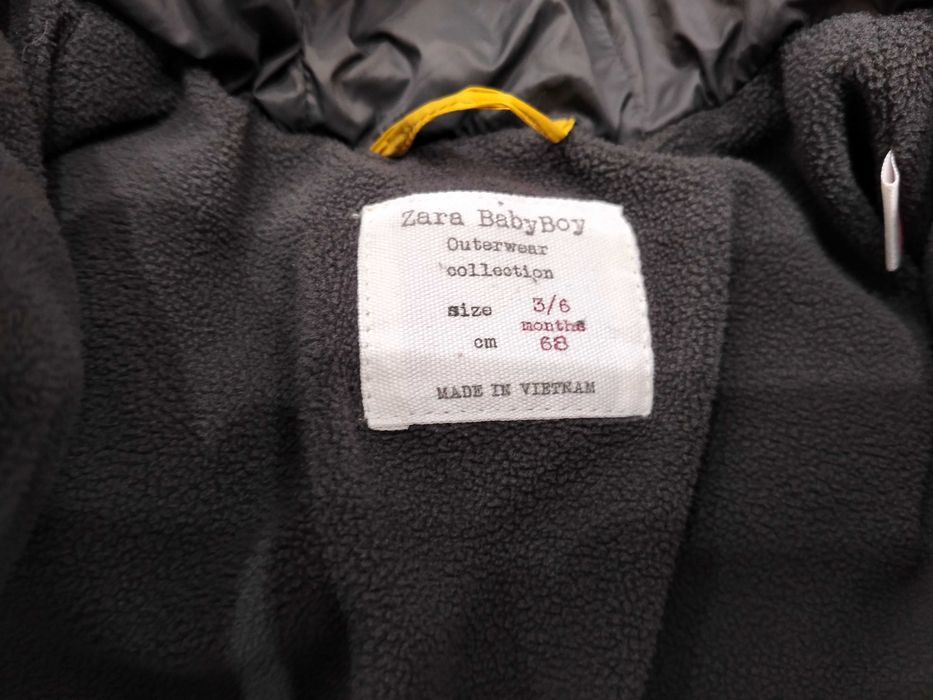 Zara BabyBoy
Outerwear
collection
size 3/6
months
cm 68
MADE IN VIETNAM